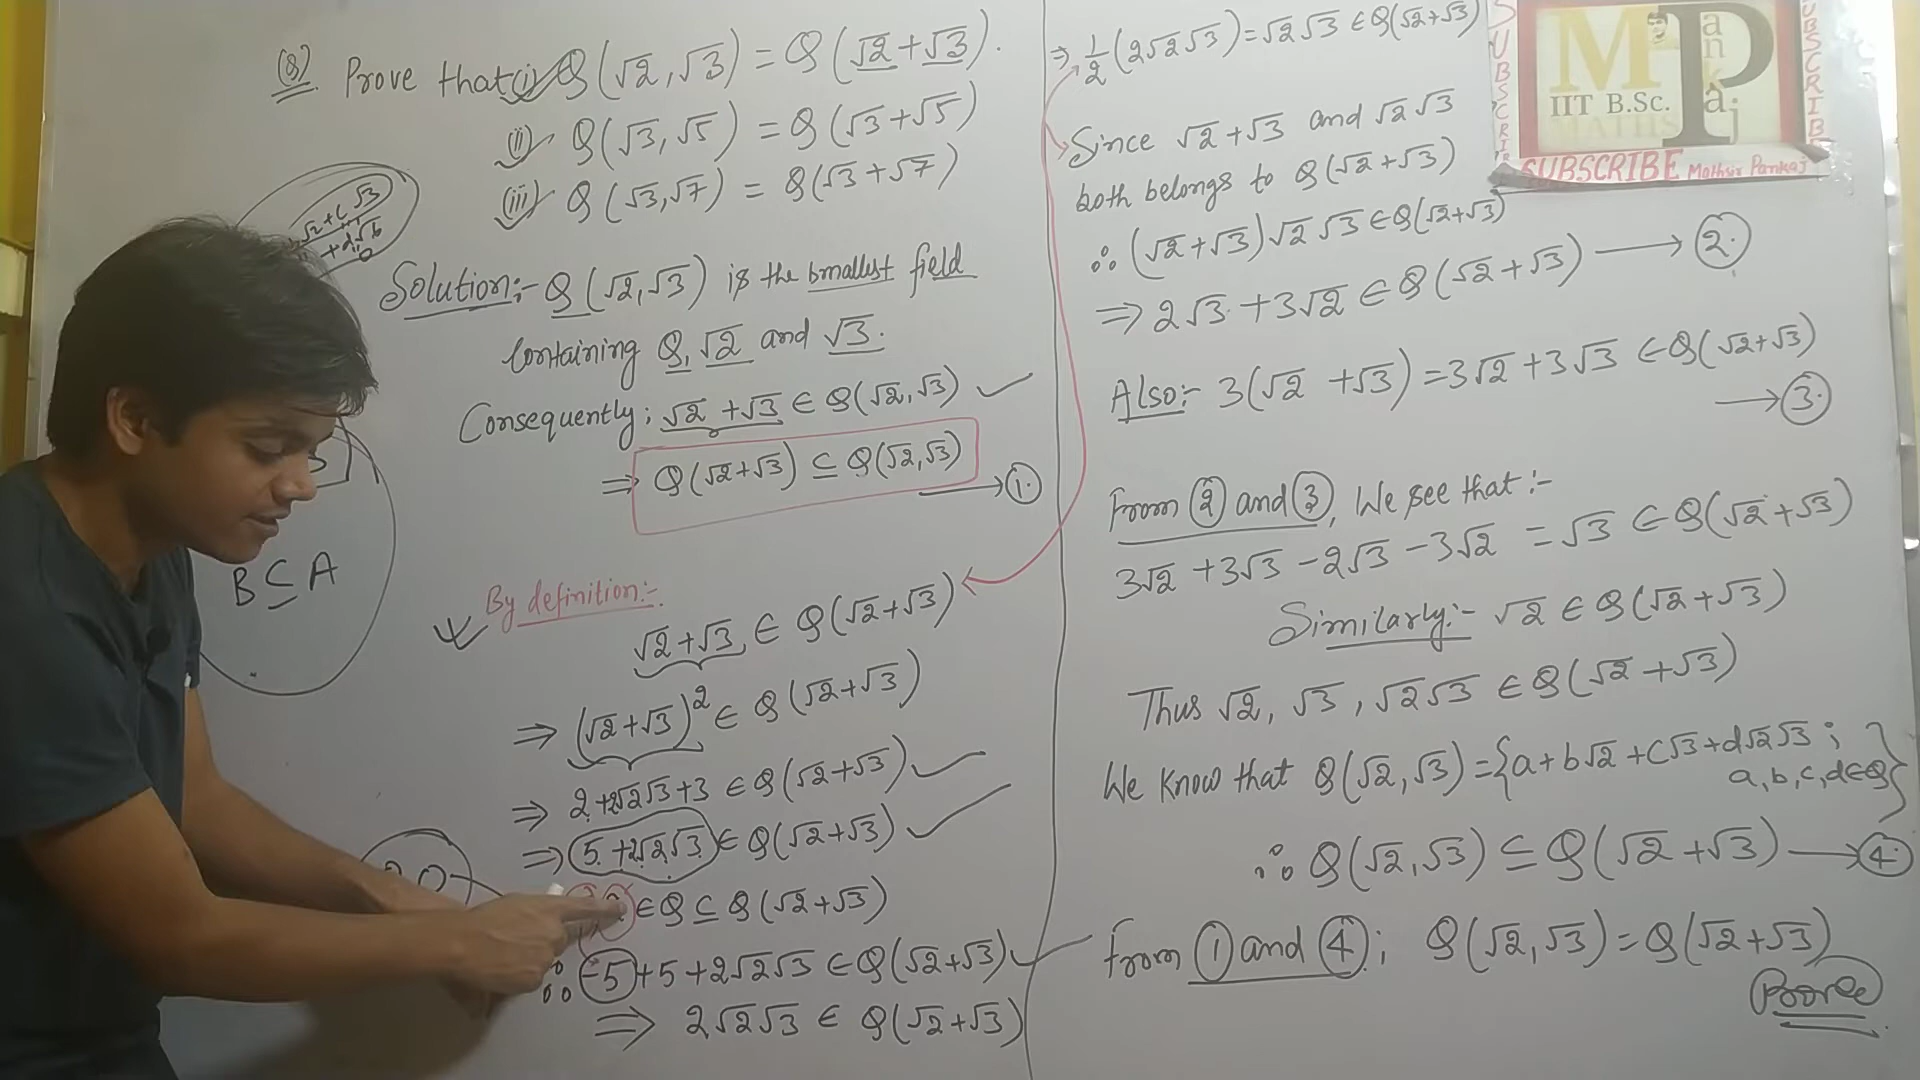 (8). Prove that (i) Q(√2,√3) = Q(√2+√3).
(ii) Q(√3,√5) = Q(√3+√5)
(iii) Q(√3,√7) = Q(√3+√7)
√2+c√3
+d√6
Solution:- Q(√2,√3) is the smallest field
Containing Q, √2 and √3.
Consequently; √2+√3 ∈ Q(√2,√3)
⇒ Q(√2+√3) ⊆ Q(√2,√3) → (1).
B ⊆ A
By definition:-
√2+√3 ∈ Q(√2+√3)
⇒ (√2+√3)² ∈ Q(√2+√3)
⇒ 2+2√2√3+3 ∈ Q(√2+√3)
⇒ 5+2√2√3 ∈ Q(√2+√3)
∈ Q ⊆ Q(√2+√3)
∴ -5+5+2√2√3 ∈ Q(√2+√3)
⇒ 2√2√3 ∈ Q(√2+√3)
⇒ 1/2 (2√2√3) = √2√3 ∈ Q(√2+√3)
Since √2+√3 and √2√3
both belongs to Q(√2+√3)
∴ (√2+√3)√2√3 ∈ Q(√2+√3)
⇒ 2√3+3√2 ∈ Q(√2+√3) → (2.)
Also:- 3(√2+√3) = 3√2+3√3 ∈ Q(√2+√3)
→ (3.)
From (2) and (3), We see that:-
3√2+3√3-2√3-3√2 = √3 ∈ Q(√2+√3)
Similarly:- √2 ∈ Q(√2+√3)
Thus √2, √3, √2√3 ∈ Q(√2+√3)
We know that Q(√2,√3) = {a+b√2+c√3+d√2√3;
a,b,c,d∈Q}
∴ Q(√2,√3) ⊆ Q(√2+√3) → (4.)
From (1) and (4); Q(√2,√3) = Q(√2+√3)
Proved
SUBSCRIBE
M Pankaj
IIT B.Sc.
MATHS
SUBSCRIBE
SUBSCRIBE Mathsir Pankaj